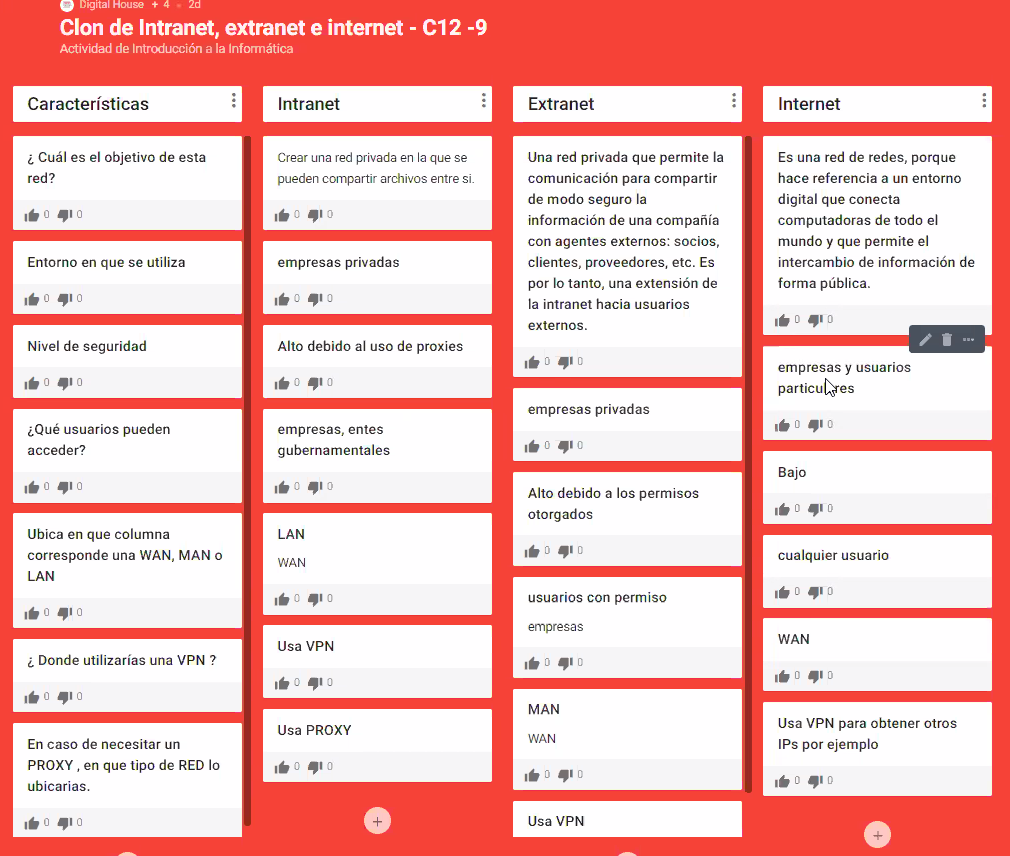 Digital House + 4 • 2d
Clon de Intranet, extranet e internet - C12 -9
Actividad de Introducción a la Informática
Características
¿ Cuál es el objetivo de esta
red?
0 0
Entorno en que se utiliza
0 0
Nivel de seguridad
0 0
¿Qué usuarios pueden
acceder?
0 0
Ubica en que columna
corresponde una WAN, MAN o
LAN
0 0
¿ Donde utilizarías una VPN ?
0 0
En caso de necesitar un
PROXY , en que tipo de RED lo
ubicarias.
0 0
Intranet
Crear una red privada en la que se
pueden compartir archivos entre si.
0 0
empresas privadas
0 0
Alto debido al uso de proxies
0 0
empresas, entes
gubernamentales
0 0
LAN
WAN
0 0
Usa VPN
0 0
Usa PROXY
0 0
Extranet
Una red privada que permite la
comunicación para compartir
de modo seguro la
información de una compañía
con agentes externos: socios,
clientes, proveedores, etc. Es
por lo tanto, una extensión de
la intranet hacia usuarios
externos.
0 0
empresas privadas
0 0
Alto debido a los permisos
otorgados
0 0
usuarios con permiso
empresas
0 0
MAN
WAN
0 0
Usa VPN
Internet
Es una red de redes, porque
hace referencia a un entorno
digital que conecta
computadoras de todo el
mundo y que permite el
intercambio de información de
forma pública.
0 0
empresas y usuarios
particulares
0 0
Bajo
0 0
cualquier usuario
0 0
WAN
0 0
Usa VPN para obtener otros
IPs por ejemplo
0 0